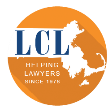 LCL
HELPING
LAWYERS
SINCE 1978